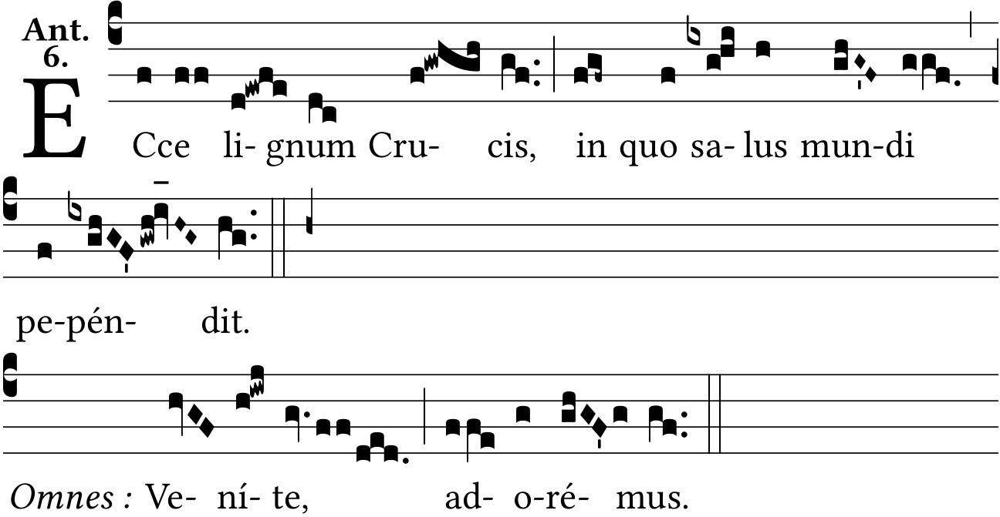 Ant.
6.
ECce li- gnum Cru- cis, in quo sa- lus mun-di
pe-pén- dit.
Omnes : Ve- ní- te, ad- o-ré- mus.